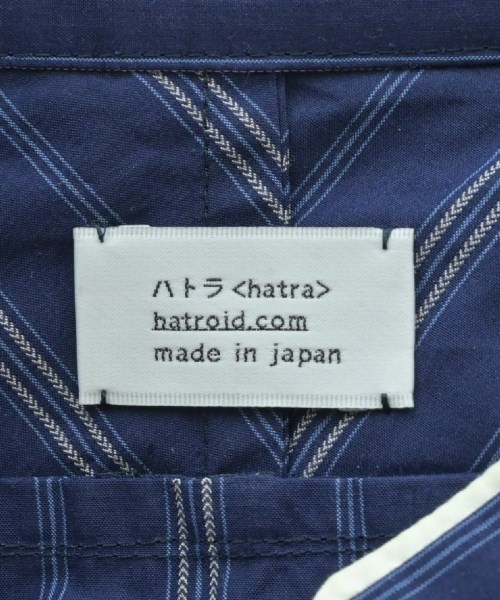 ハトラ <hatra>
hatroid.com
made in japan